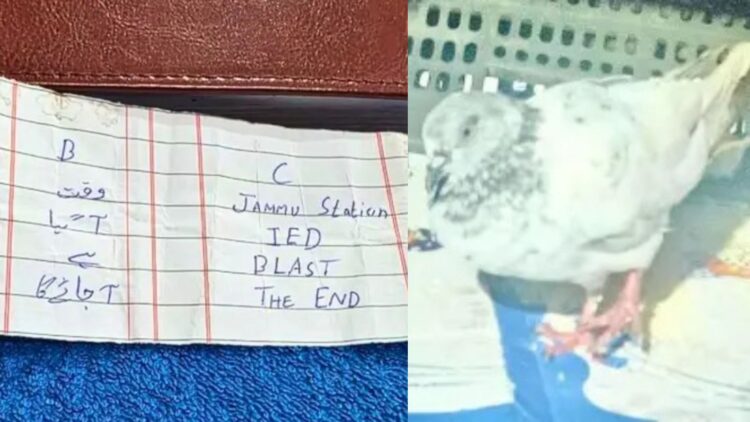 B
وقت
آگیا
ہے
C
JAMMU Station
IED
BLAST
THE END